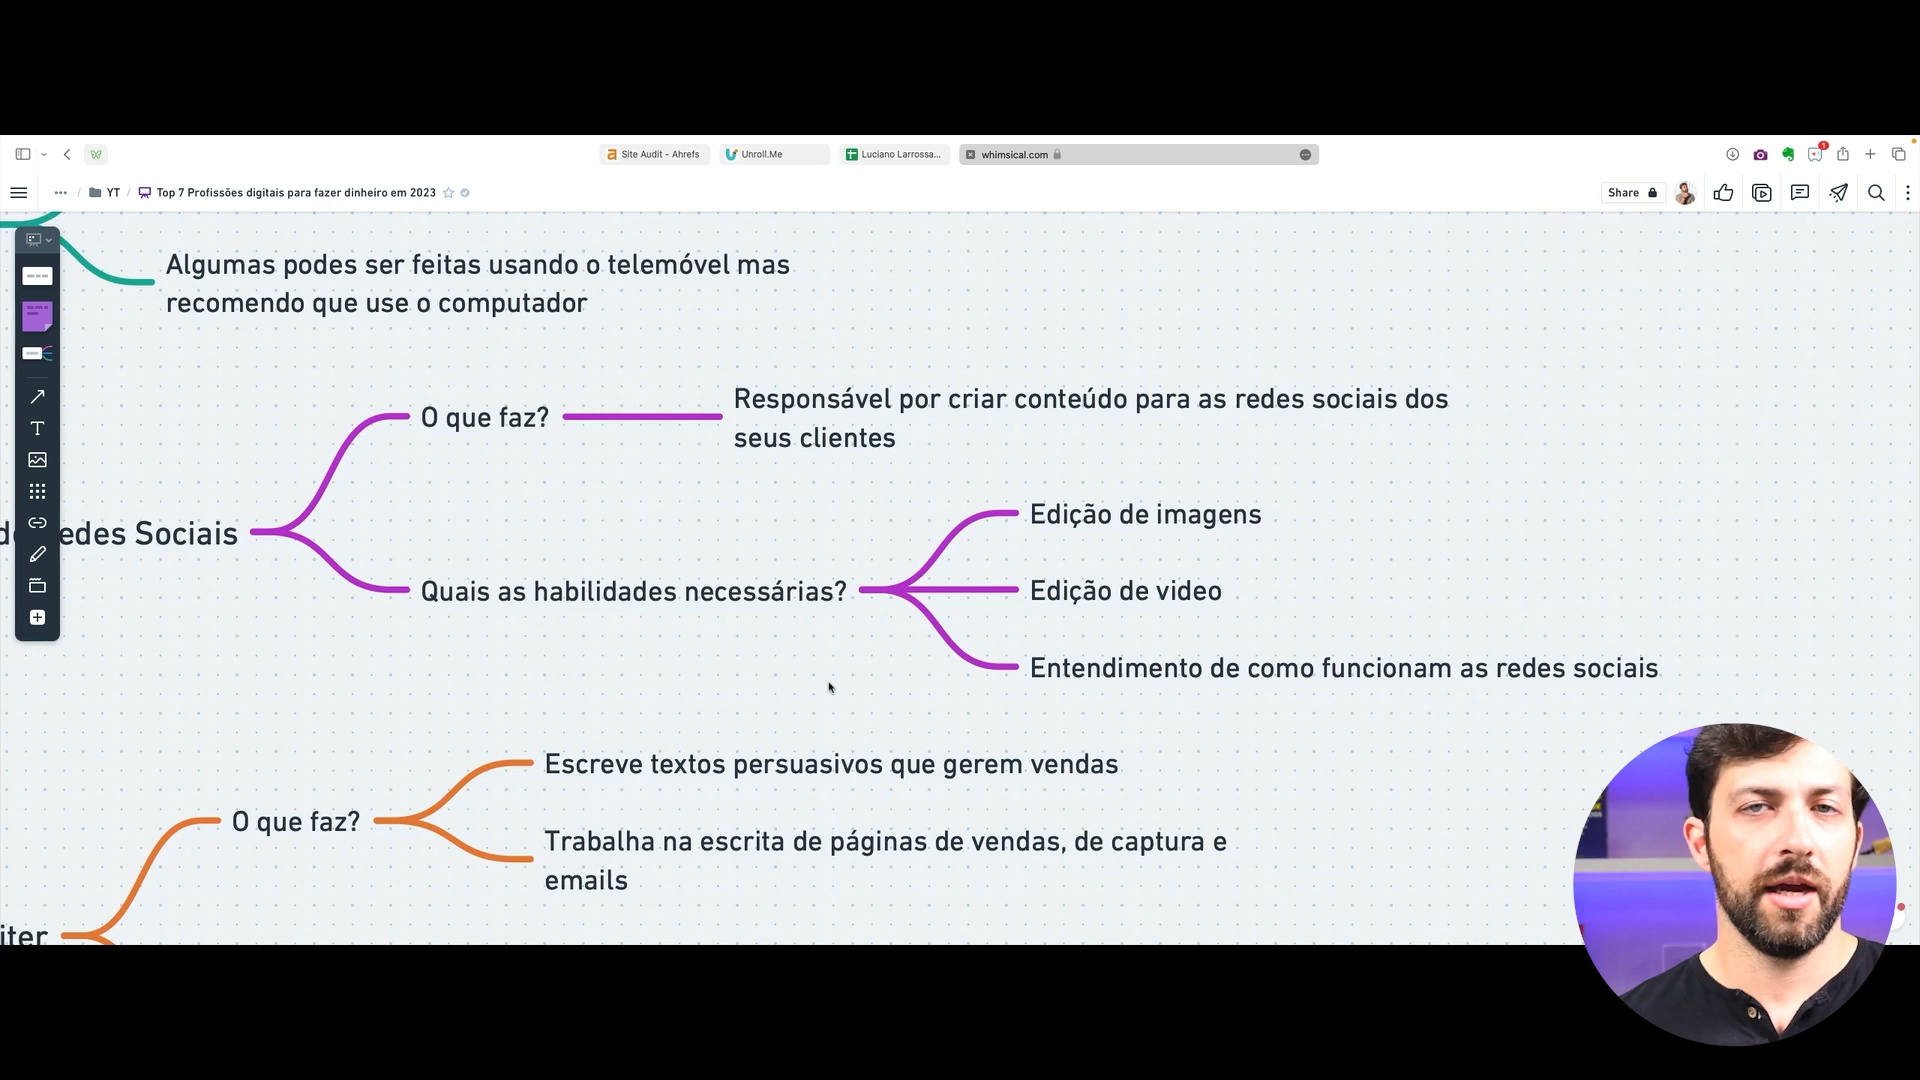 Site Audit - Ahrefs
Unroll.Me
Luciano Larrossa...
whimsical.com
1
... / YT / Top 7 Profissões digitais para fazer dinheiro em 2023
Share
Algumas podes ser feitas usando o telemóvel mas
recomendo que use o computador
O que faz?
Responsável por criar conteúdo para as redes sociais dos
seus clientes
edes Sociais
Quais as habilidades necessárias?
Edição de imagens
Edição de video
Entendimento de como funcionam as redes sociais
O que faz?
Escreve textos persuasivos que gerem vendas
Trabalha na escrita de páginas de vendas, de captura e
emails
iter